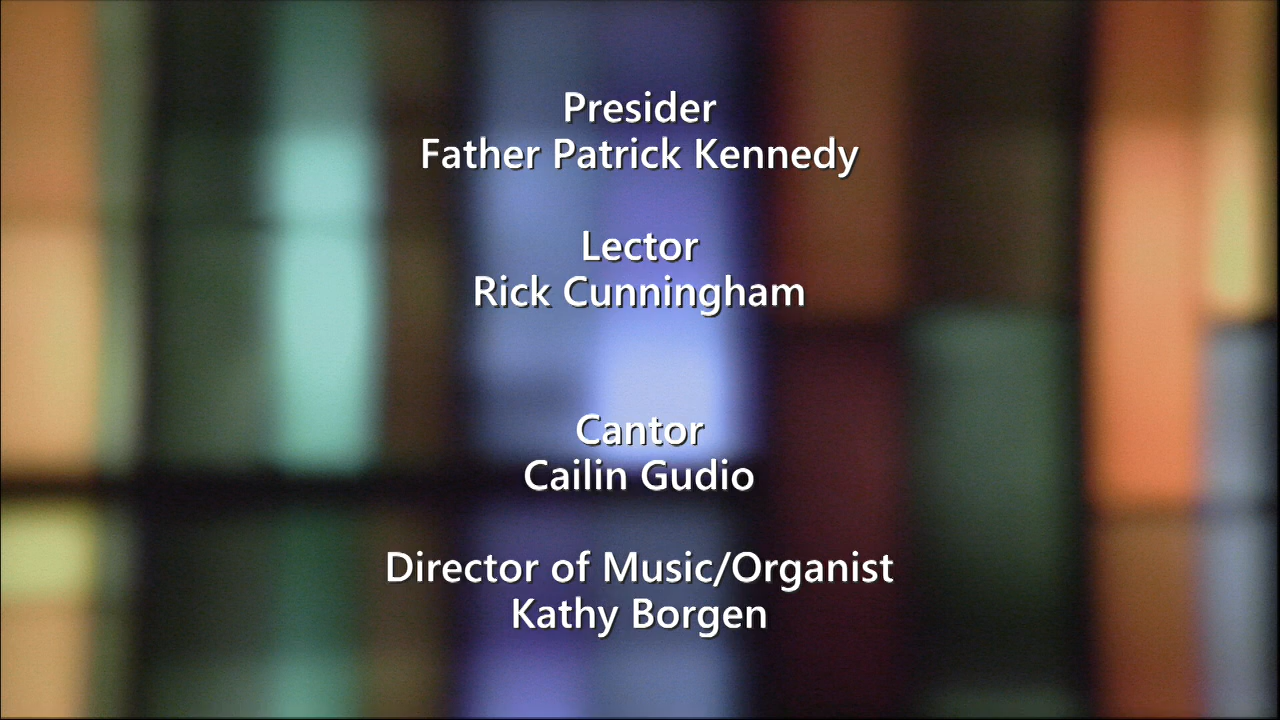 Presider
Father Patrick Kennedy
Lector
Rick Cunningham
Cantor
Cailin Gudio
Director of Music/Organist
Kathy Borgen